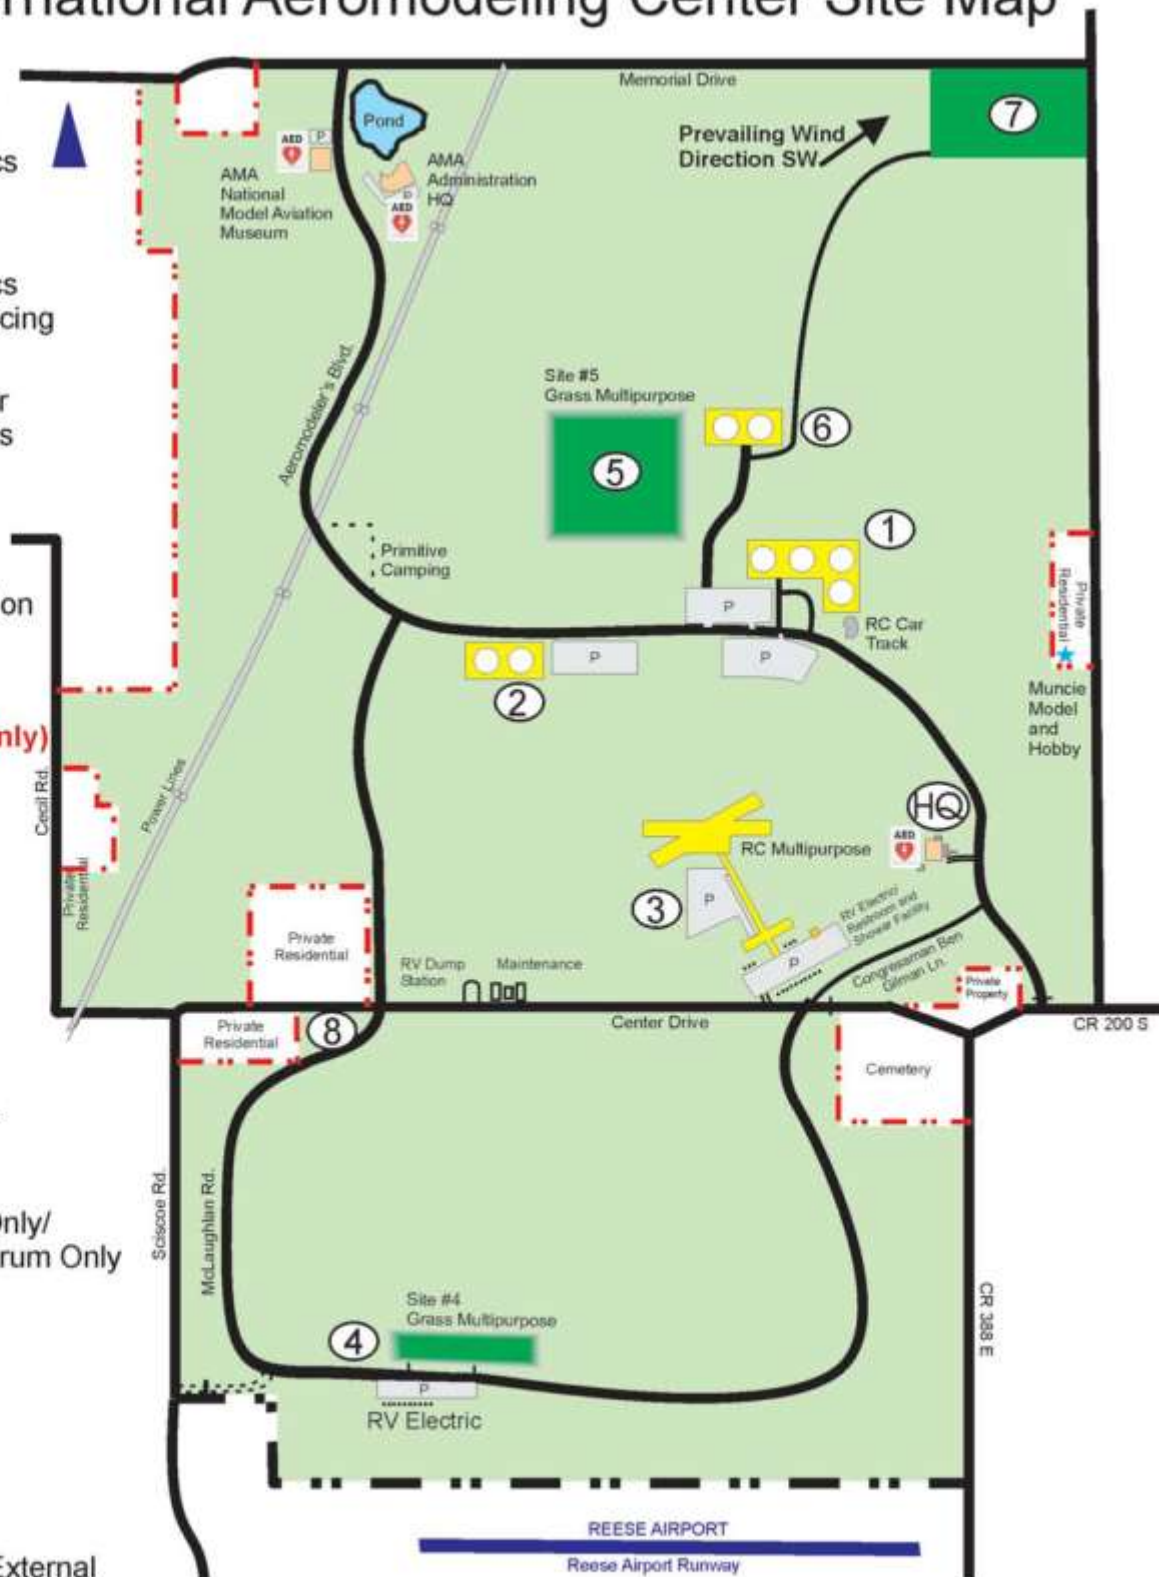 rnational Aeromodeling Center Site Map
Memorial Drive
7
Prevailing Wind
Direction SW
Pond
AED
P
AMA
National
Model Aviation
Museum
AMA
Administration
HQ
P
AED
cs
cs
cing
r
s
on
nly)
Aeromodeler's Blvd.
Site #5
Grass Multipurpose
5
6
1
Primitive
Camping
P
RC Car
Track
P
P
2
Private
Residential
Muncie
Model
and
Hobby
Cecil Rd.
Power Lines
Private
Residential
HQ
AED
RC Multipurpose
3
P
RV Electric/
Restroom and
Shower Facility
P
Congressman Ben
Gilman Ln.
Private
Property
Private
Residential
RV Dump
Station
Maintenance
Private
Residential
8
Center Drive
CR 200 S
Cemetery
Sciscoe Rd.
McLaughlan Rd.
Only/
rum Only
CR 388 E
Site #4
Grass Multipurpose
4
P
RV Electric
REESE AIRPORT
Reese Airport Runway
External